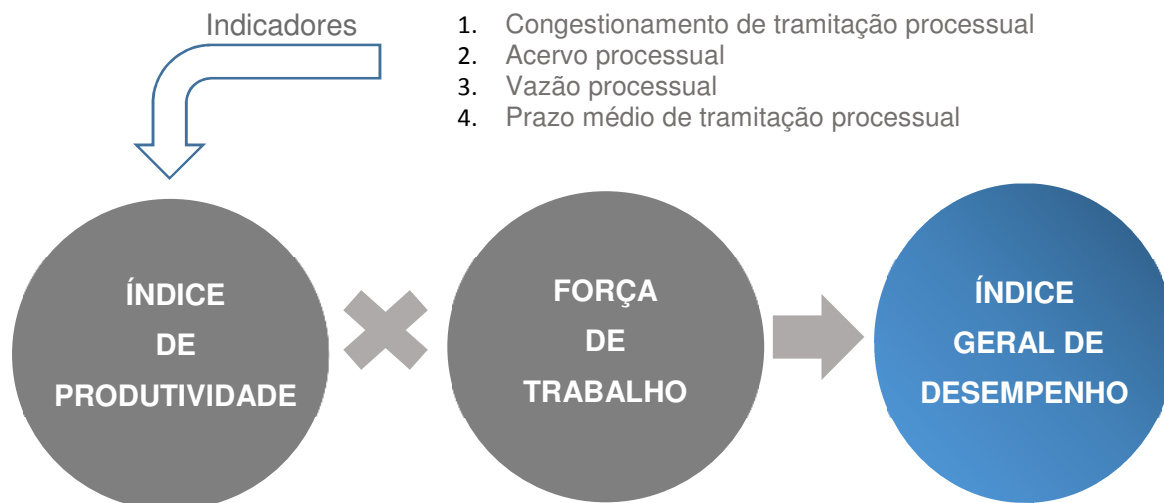 Indicadores
1. Congestionamento de tramitação processual
2. Acervo processual
3. Vazão processual
4. Prazo médio de tramitação processual
ÍNDICE
DE
PRODUTIVIDADE
FORÇA
DE
TRABALHO
ÍNDICE
GERAL DE
DESEMPENHO